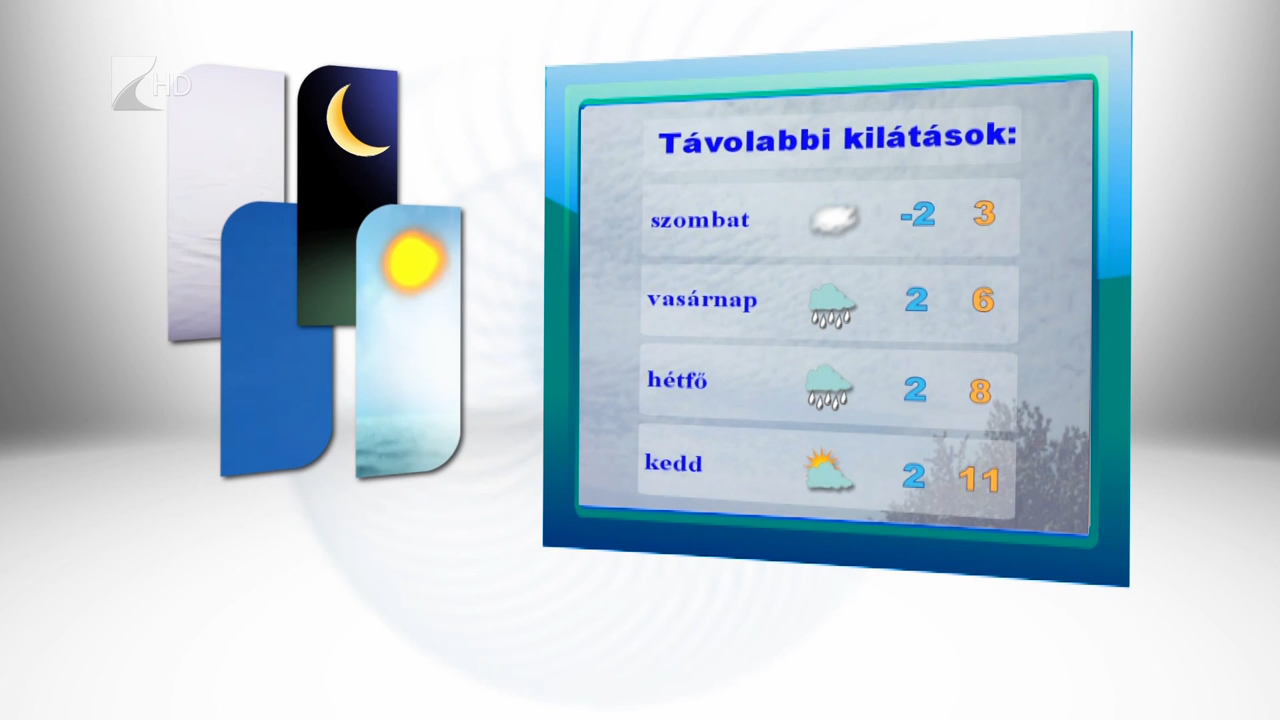 HD
Távolabbi kilátások:
szombat -2 3
vasárnap 2 6
hétfő 2 8
kedd 2 11